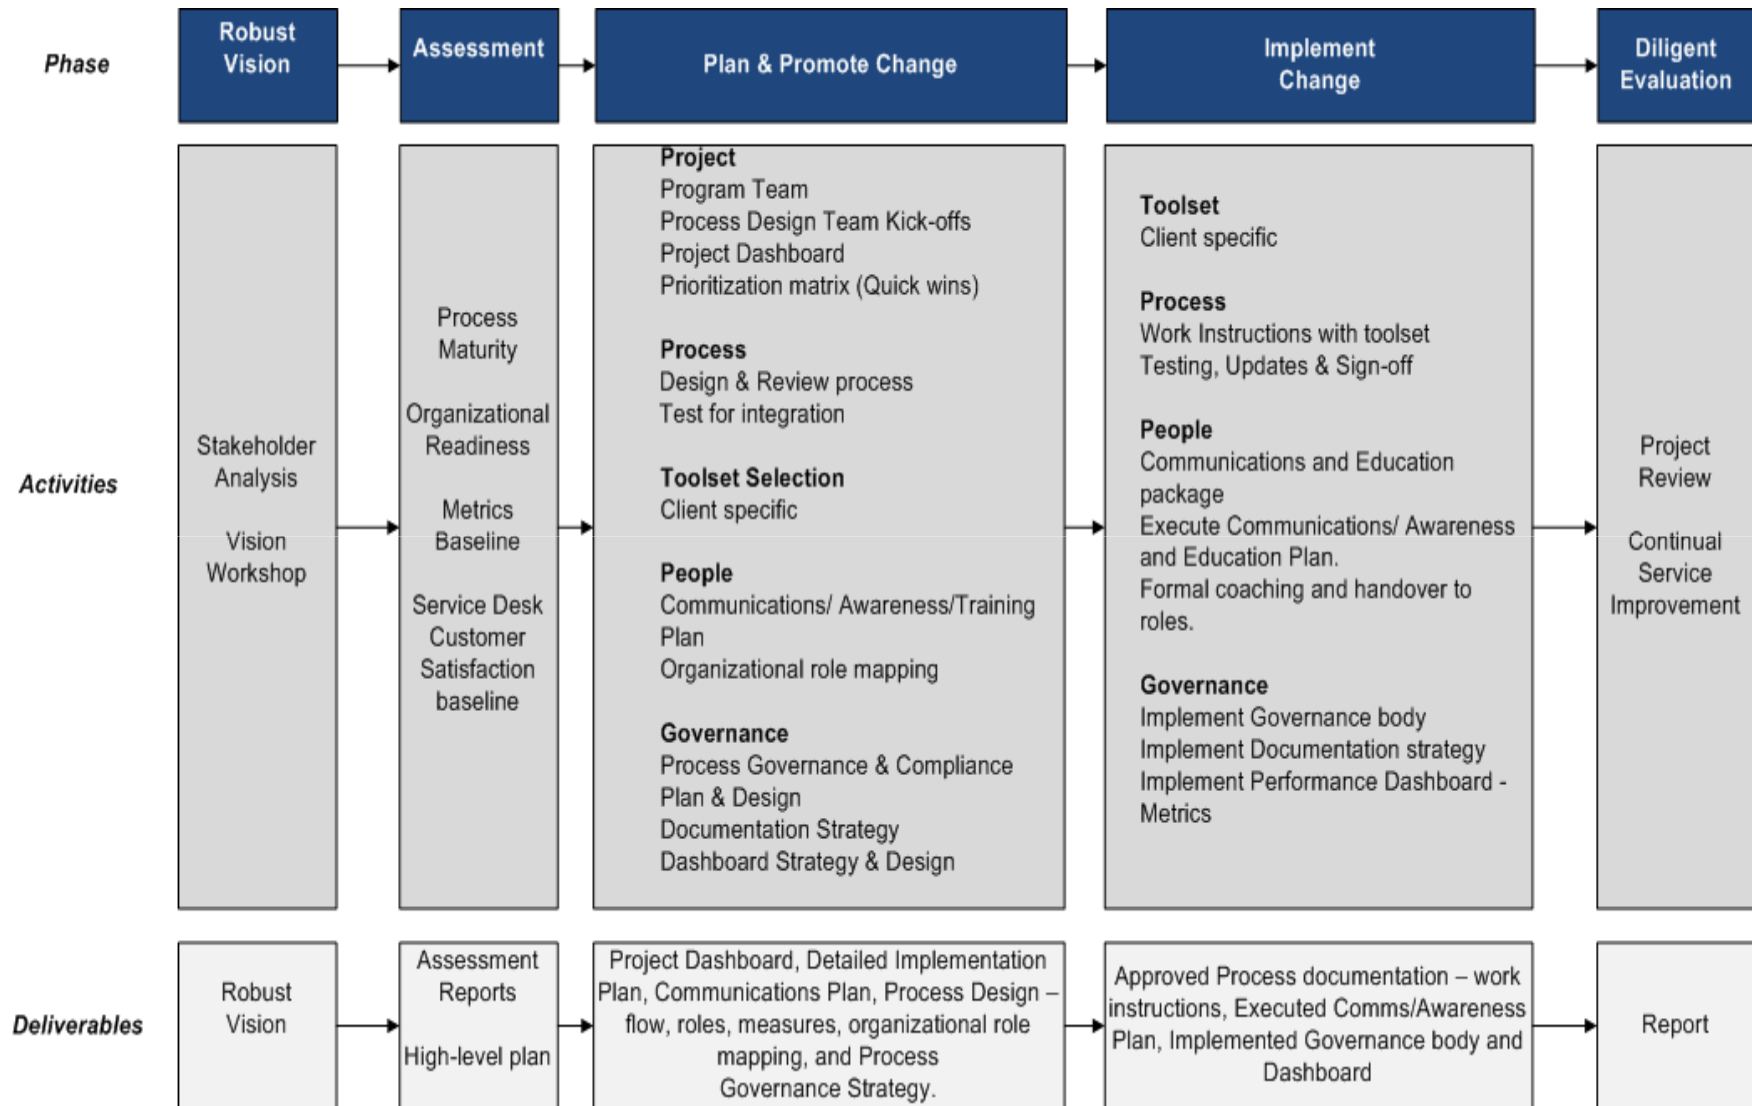 Phase
Robust
Vision
Assessment
Plan & Promote Change
Implement
Change
Diligent
Evaluation
Activities
Stakeholder
Analysis
Vision
Workshop
Process
Maturity
Organizational
Readiness
Metrics
Baseline
Service Desk
Customer
Satisfaction
baseline
Project
Program Team
Process Design Team Kick-offs
Project Dashboard
Prioritization matrix (Quick wins)
Process
Design & Review process
Test for integration
Toolset Selection
Client specific
People
Communications/ Awareness/Training
Plan
Organizational role mapping
Governance
Process Governance & Compliance
Plan & Design
Documentation Strategy
Dashboard Strategy & Design
Toolset
Client specific
Process
Work Instructions with toolset
Testing, Updates & Sign-off
People
Communications and Education
package
Execute Communications/ Awareness
and Education Plan.
Formal coaching and handover to
roles.
Governance
Implement Governance body
Implement Documentation strategy
Implement Performance Dashboard -
Metrics
Project
Review
Continual
Service
Improvement
Deliverables
Robust
Vision
Assessment
Reports
High-level plan
Project Dashboard, Detailed Implementation
Plan, Communications Plan, Process Design –
flow, roles, measures, organizational role
mapping, and Process
Governance Strategy.
Approved Process documentation – work
instructions, Executed Comms/Awareness
Plan, Implemented Governance body and
Dashboard
Report